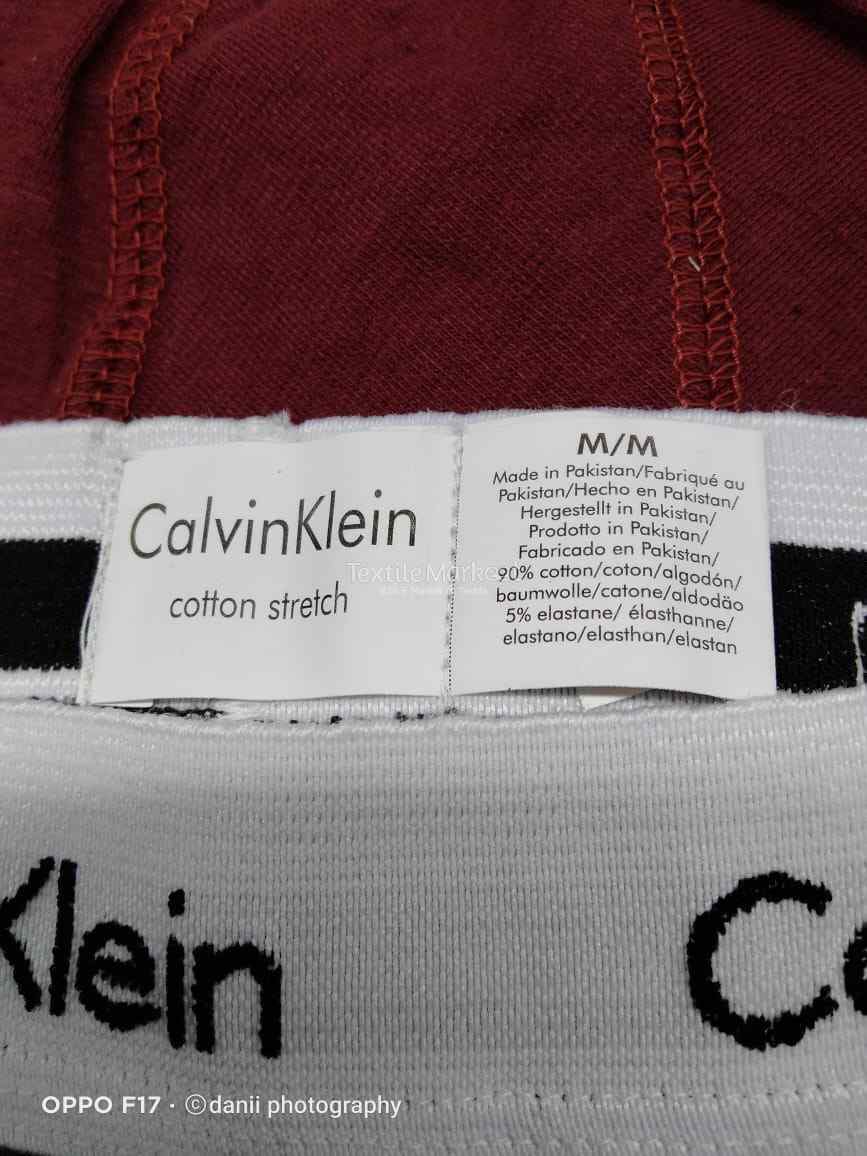 CalvinKlein
cotton stretch
M/M
Made in Pakistan/Fabriqué au
Pakistan/Hecho en Pakistan/
Hergestellt in Pakistan/
Prodotto in Pakistan/
Fabricado en Pakistan/
90% cotton/coton/algodón/
baumwolle/catone/aldodão
5% elastane/ élasthanne/
elastano/elasthan/elastan
TextileMarke
Klein
C
OPPO F17 · ©danii photography